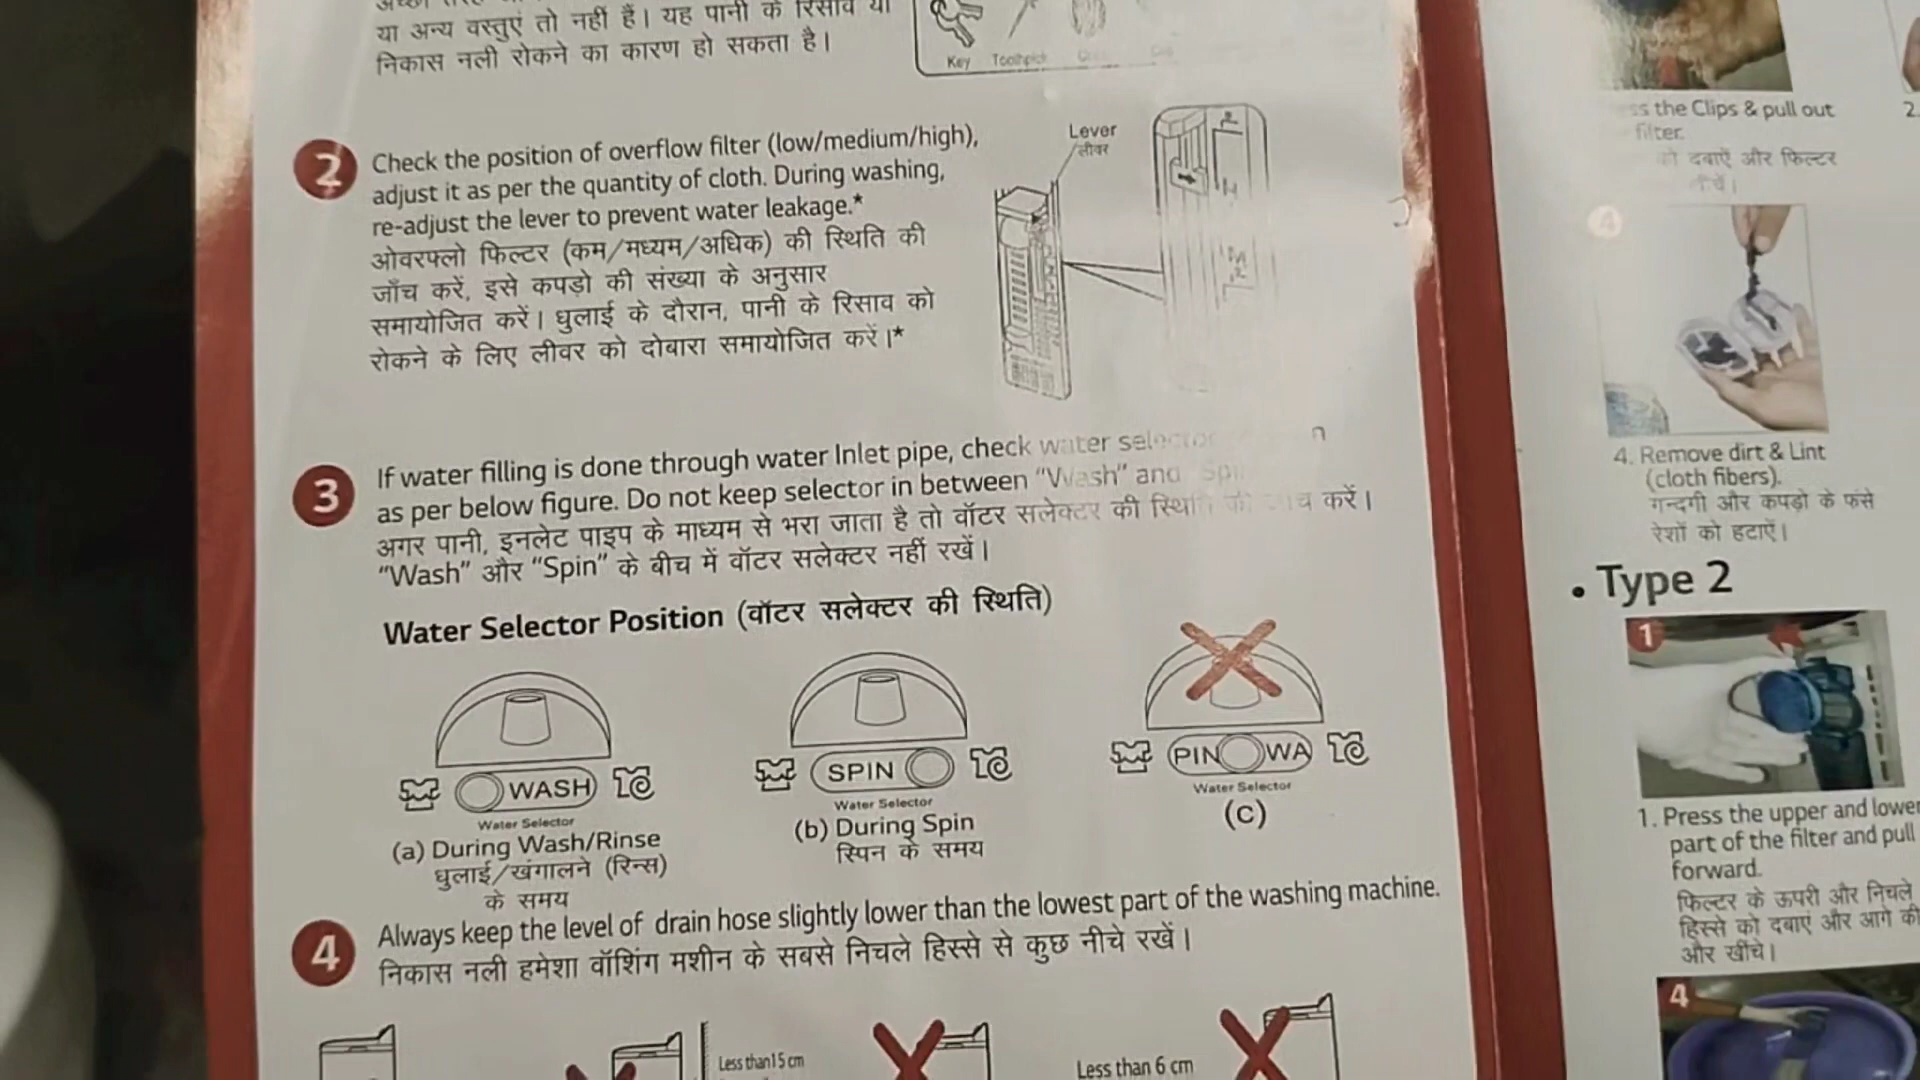 या अन्य वस्तुएं तो नहीं हैं। यह पानी के रिसाव या
निकास नली रोकने का कारण हो सकता है।
Key Toothpick
2
Check the position of overflow filter (low/medium/high),
adjust it as per the quantity of cloth. During washing,
re-adjust the lever to prevent water leakage.*
ओवरफ्लो फिल्टर (कम/मध्यम/अधिक) की स्थिति की
जाँच करें, इसे कपड़ो की संख्या के अनुसार
समायोजित करें। धुलाई के दौरान, पानी के रिसाव को
रोकने के लिए लीवर को दोबारा समायोजित करें।*
Lever
लीवर
3
If water filling is done through water Inlet pipe, check water selector
as per below figure. Do not keep selector in between “Wash” and Spi
अगर पानी, इनलेट पाइप के माध्यम से भरा जाता है तो वॉटर सलेक्टर की स्थिति की जाच करें।
“Wash” और “Spin” के बीच में वॉटर सलेक्टर नहीं रखें।
Water Selector Position (वॉटर सलेक्टर की स्थिति)
WASH
Water Selector
(a) During Wash/Rinse
धुलाई/खंगालने (रिन्स)
के समय
SPIN
Water Selector
(b) During Spin
स्पिन के समय
PIN WA
Water Selector
(c)
4
Always keep the level of drain hose slightly lower than the lowest part of the washing machine.
निकास नली हमेशा वॉशिंग मशीन के सबसे निचले हिस्से से कुछ नीचे रखें।
Less than15 cm
Less than 6 cm
ss the Clips & pull out
filter.
को दबाएें और फिल्टर
2.
4
4. Remove dirt & Lint
(cloth fibers).
गन्दगी और कपड़ो के फंसे
रेशों को हटाऐं।
• Type 2
1
1. Press the upper and lower
part of the filter and pull
forward.
फिल्टर के ऊपरी और निचले
हिस्से को दबाएं और आगे की
और खींचे।
4